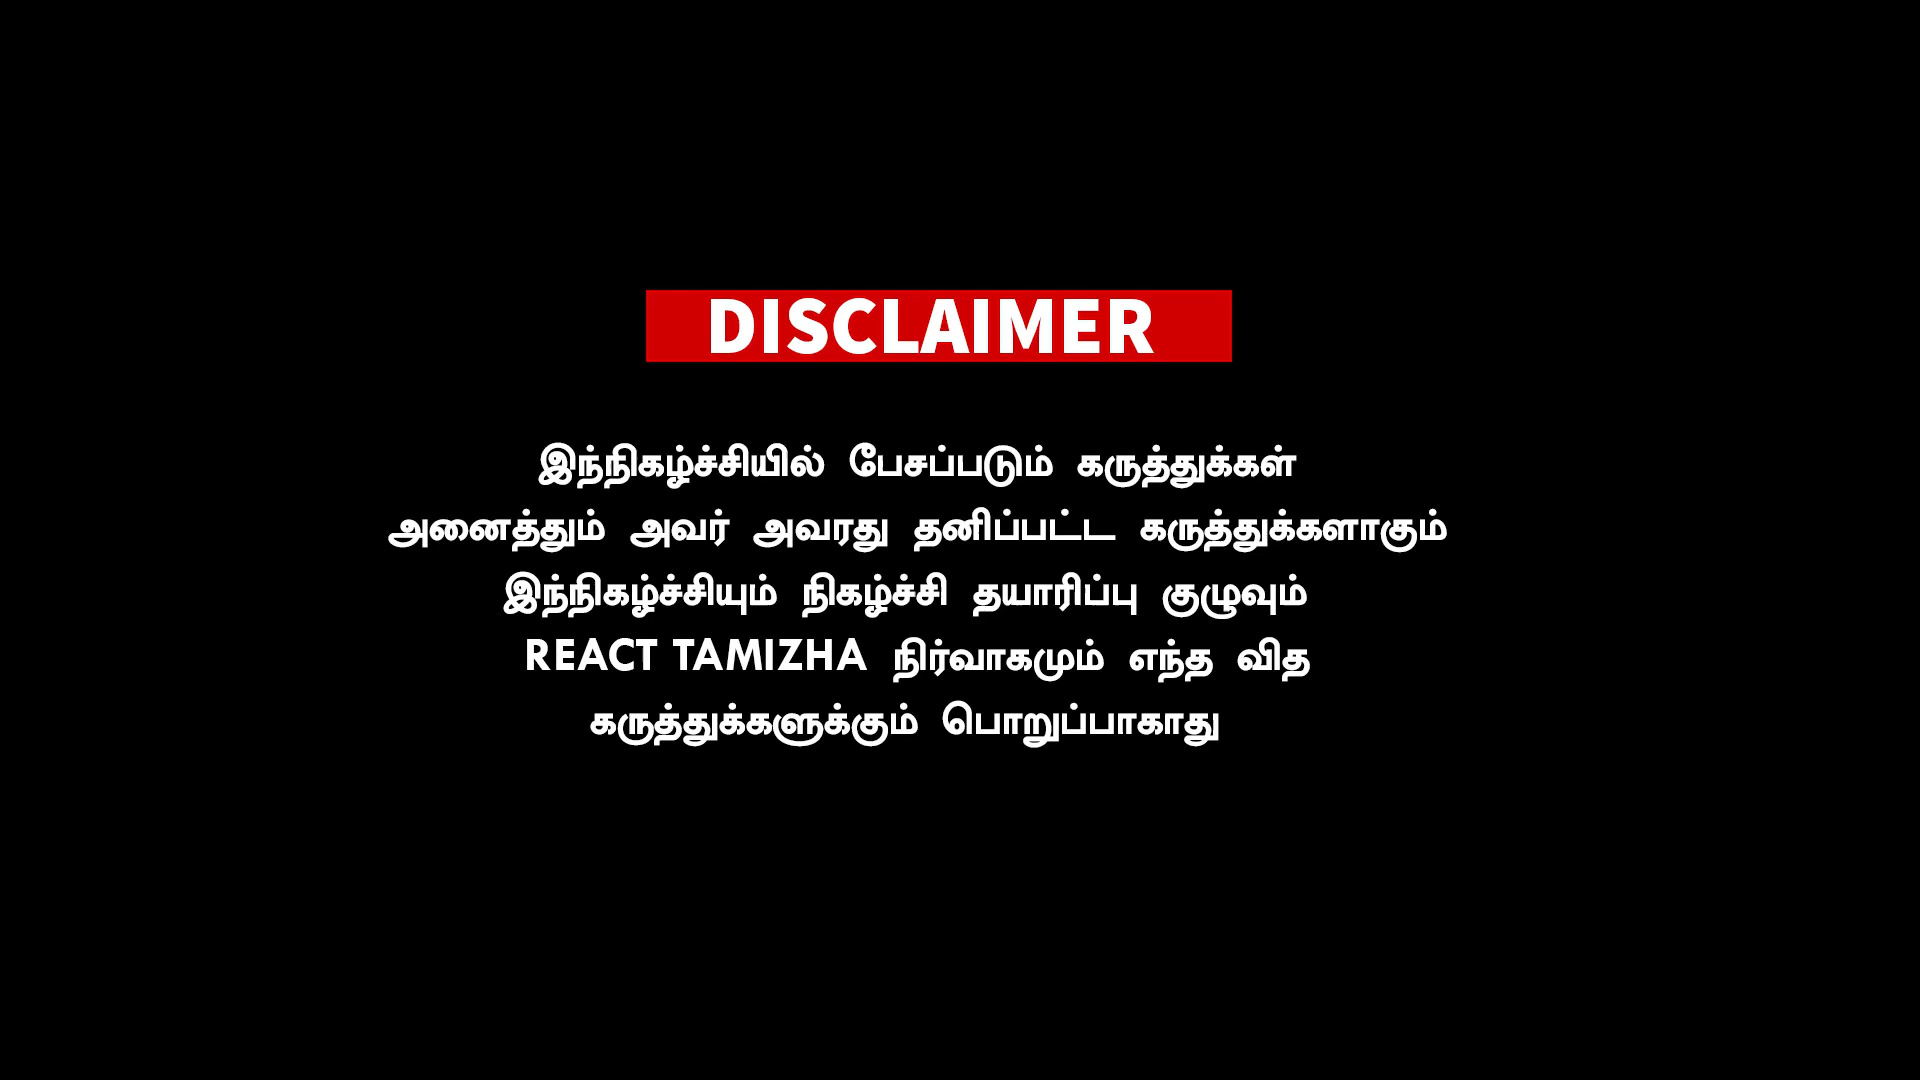 DISCLAIMER
இந்நிகழ்ச்சியில் பேசப்படும் கருத்துக்கள்
அனைத்தும் அவர் அவரது தனிப்பட்ட கருத்துக்களாகும்
இந்நிகழ்ச்சியும் நிகழ்ச்சி தயாரிப்பு குழுவும்
REACT TAMIZHA நிர்வாகமும் எந்த வித
கருத்துக்களுக்கும் பொறுப்பாகாது